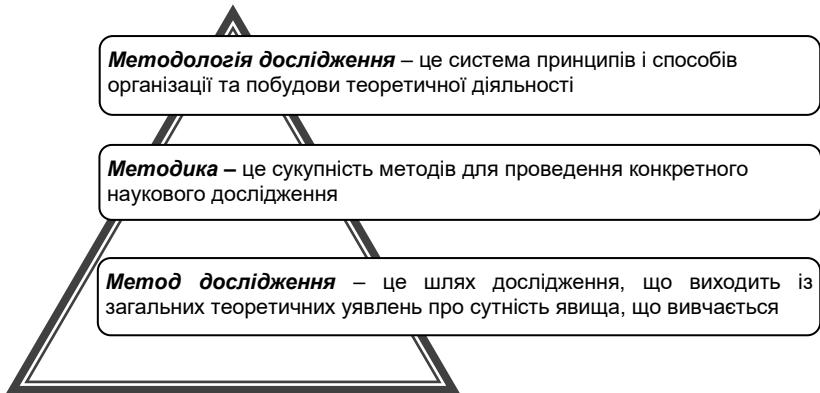 Методологія дослідження – це система принципів і способів
організації та побудови теоретичної діяльності
Методика – це сукупність методів для проведення конкретного
наукового дослідження
Метод дослідження – це шлях дослідження, що виходить із
загальних теоретичних уявлень про сутність явища, що вивчається